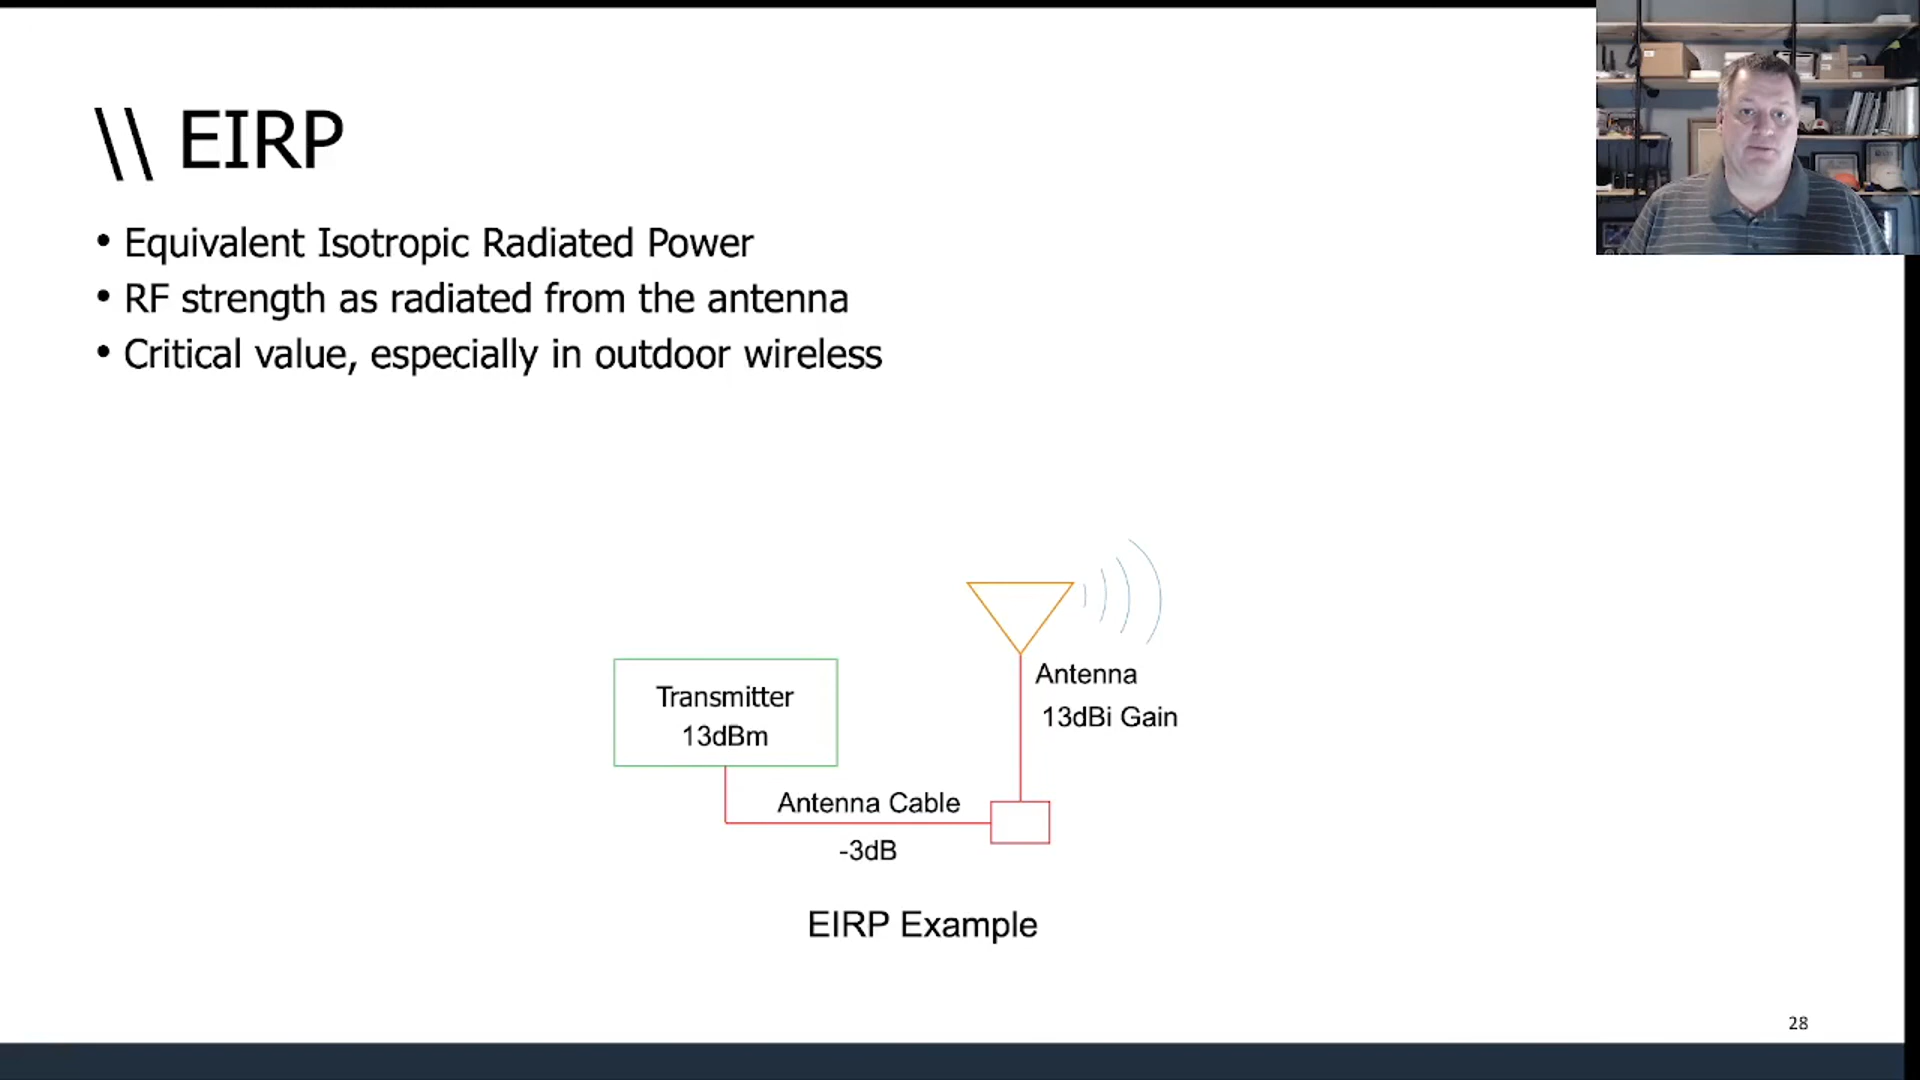 \\ EIRP
• Equivalent Isotropic Radiated Power
• RF strength as radiated from the antenna
• Critical value, especially in outdoor wireless
Antenna
13dBi Gain
Transmitter
13dBm
Antenna Cable
-3dB
EIRP Example
28